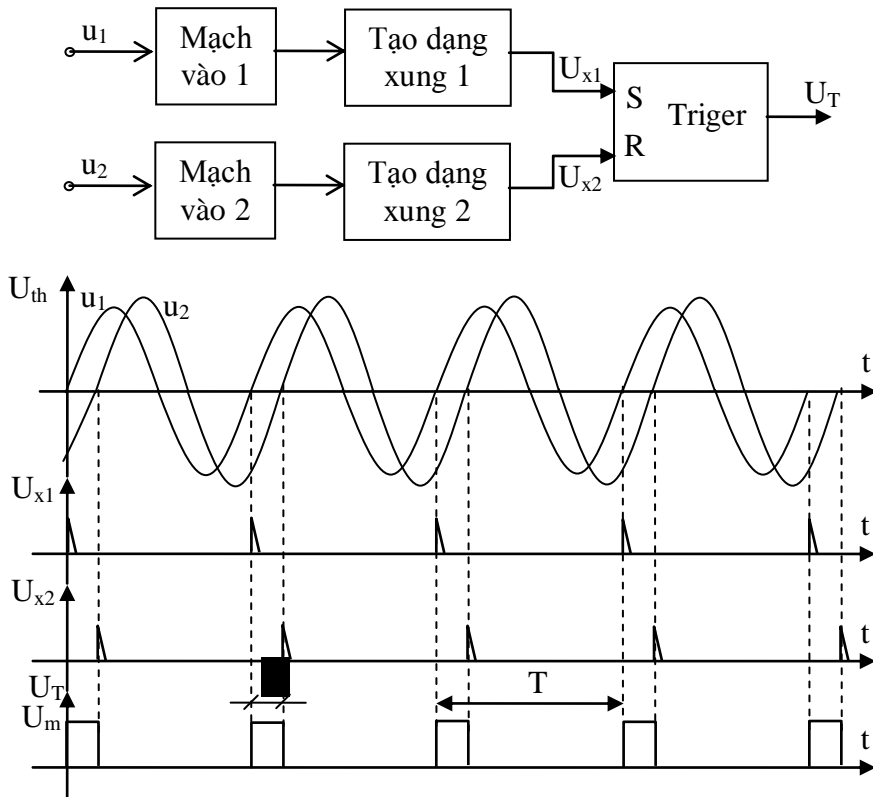 u1
Mạch
vào 1
Tạo dạng
xung 1
Ux1
S
Triger
UT
R
u2
Mạch
vào 2
Tạo dạng
xung 2
Ux2
Uth
u1
u2
t
Ux1
t
Ux2
t
UT
T
Um
t